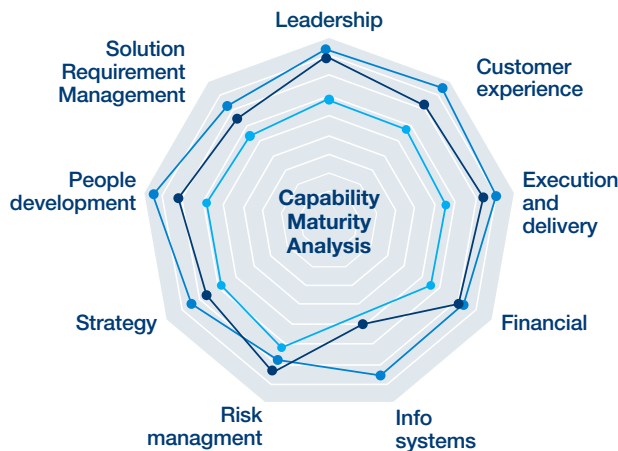 Leadership
Customer
experience
Execution
and
delivery
Financial
Info
systems
Risk
managment
Strategy
People
development
Solution
Requirement
Management
Capability
Maturity
Analysis